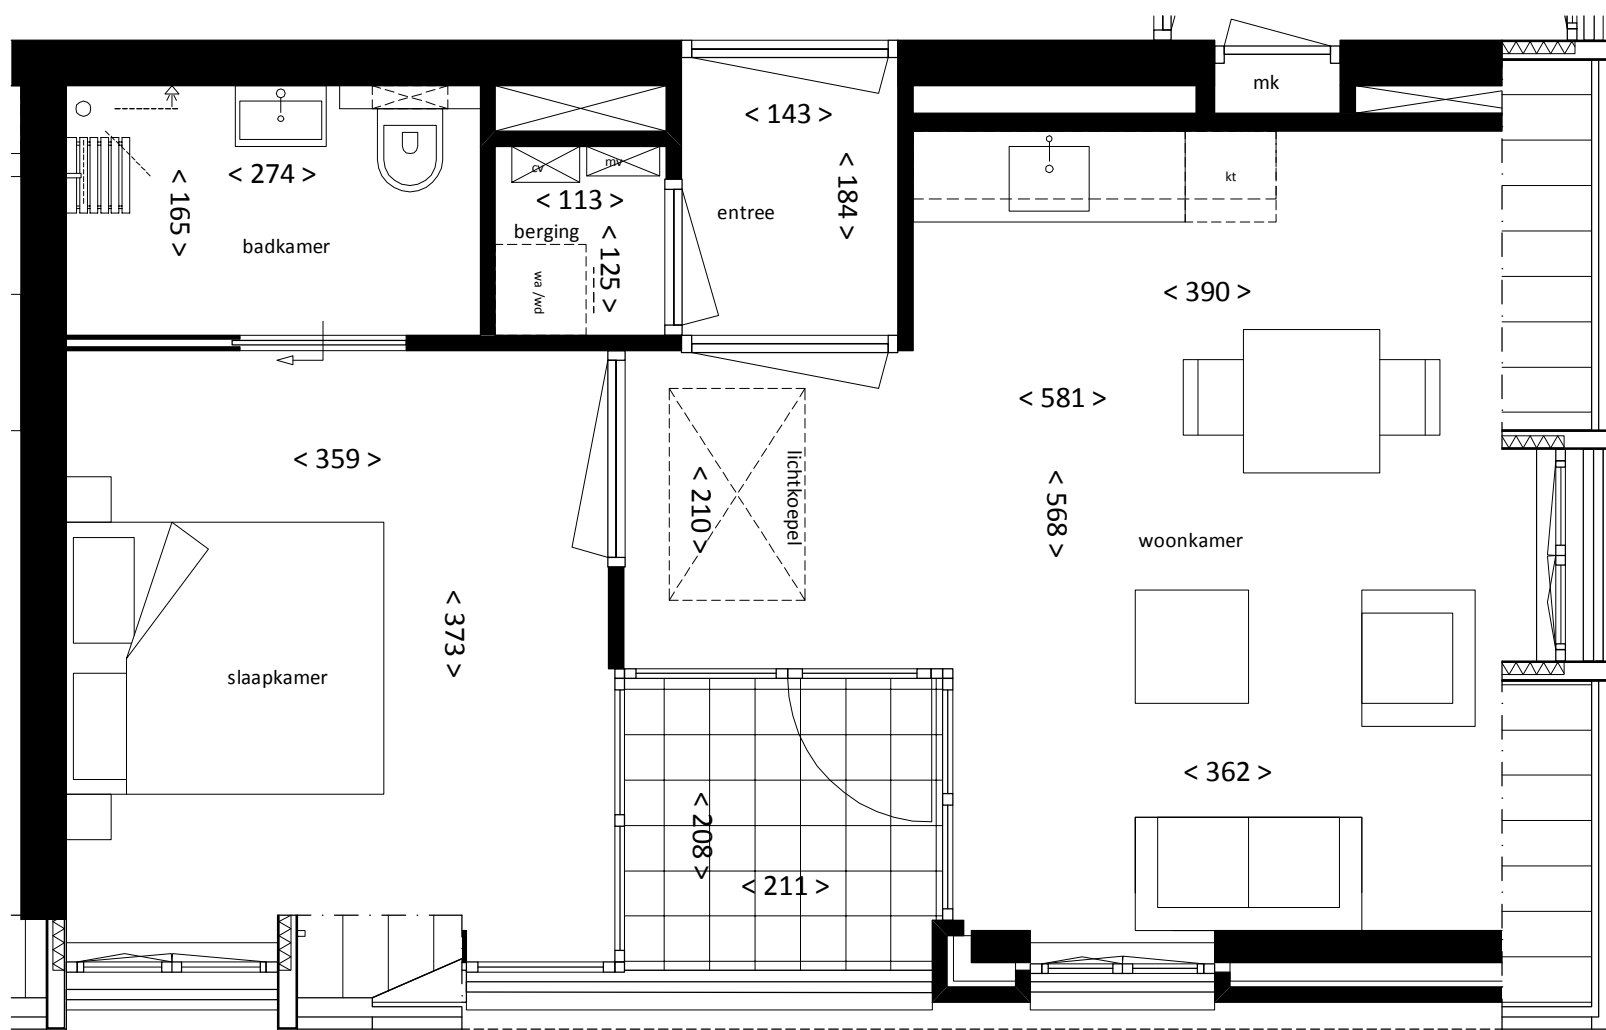 mk
< 143 >
cv
mv
kt
< 274 >
< 165 >
< 113 >
< 184 >
entree
berging
badkamer
< 125 >
wa /wd
< 390 >
< 581 >
< 359 >
lichtkoepel
< 210 >
< 568 >
woonkamer
< 373 >
slaapkamer
< 362 >
< 208 >
< 211 >